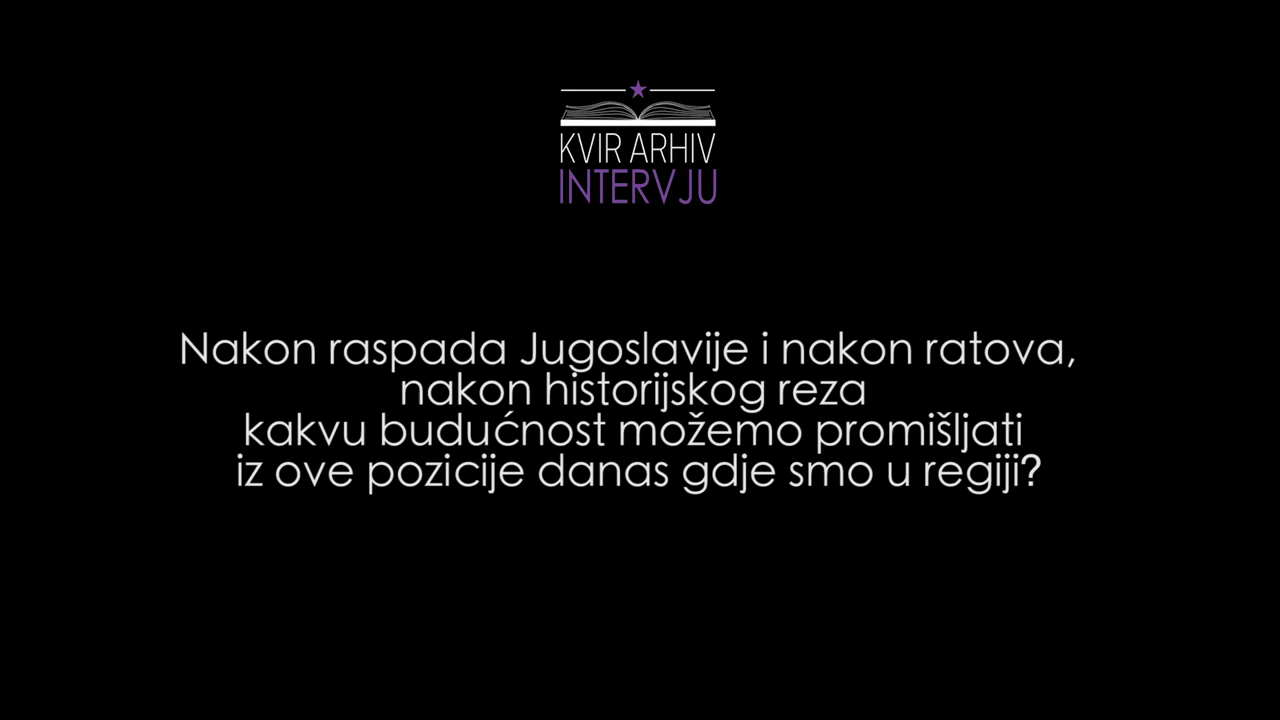 KVIR ARHIV
INTERVJU
Nakon raspada Jugoslavije i nakon ratova,
nakon historijskog reza
kakvu budućnost možemo promišljati
iz ove pozicije danas gdje smo u regiji?